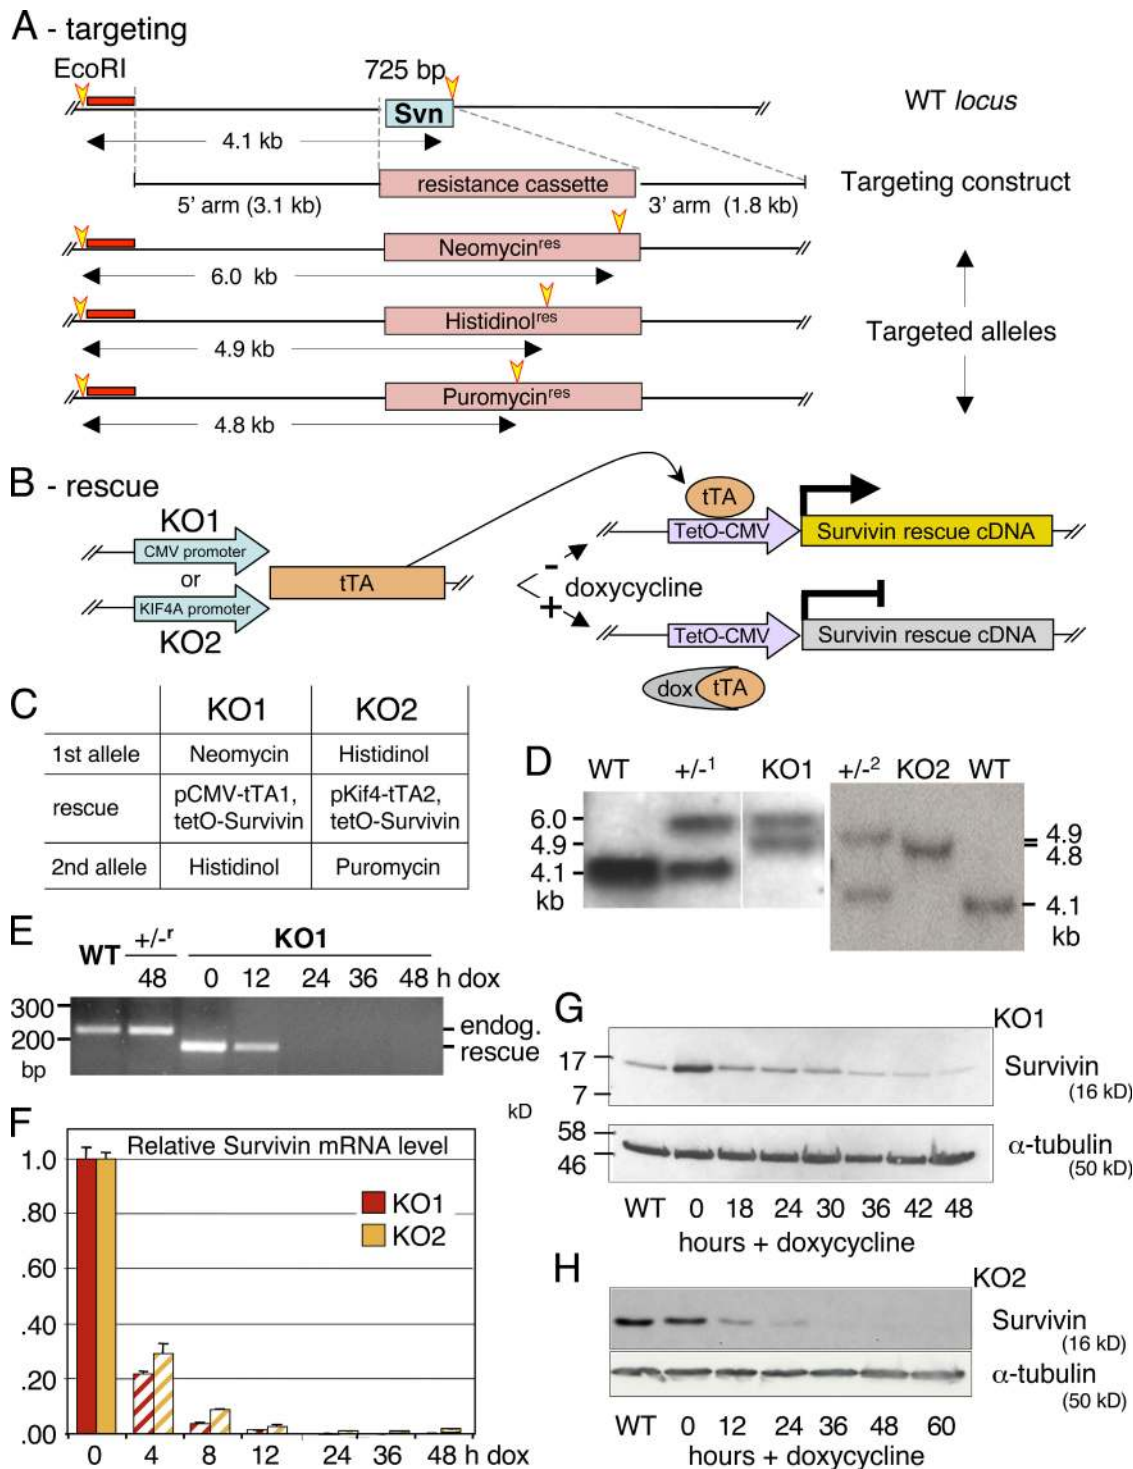 A - targeting
EcoRI
725 bp
Svn
WT locus
4.1 kb
resistance cassette
Targeting construct
5' arm (3.1 kb)
3' arm (1.8 kb)
Neomycinres
6.0 kb
Histidinolres
Targeted alleles
4.9 kb
Puromycinres
4.8 kb
B - rescue
KO1
CMV promoter
or
KIF4A promoter
KO2
tTA
tTA
TetO-CMV
Survivin rescue cDNA
-
doxycycline
+
TetO-CMV
Survivin rescue cDNA
dox
tTA
C
KO1 KO2
1st allele Neomycin Histidinol
rescue pCMV-tTA1, pKif4-tTA2,
tetO-Survivin tetO-Survivin
2nd allele Histidinol Puromycin
D
WT +/-1 KO1 +/-2 KO2 WT
6.0
4.9
4.1
kb
4.9
4.8
4.1
kb
E
WT +/-r KO1
48 0 12 24 36 48 h dox
300
200
bp
endog.
rescue
F
Relative Survivin mRNA level
1.0
.80
.60
.40
.20
.00
KO1
KO2
0 4 8 12 24 36 48 h dox
G
KO1
17
7
Survivin
(16 kD)
kD
58
46
α-tubulin
(50 kD)
WT 0 18 24 30 36 42 48
hours + doxycycline
H
KO2
Survivin
(16 kD)
α-tubulin
(50 kD)
WT 0 12 24 36 48 60
hours + doxycycline